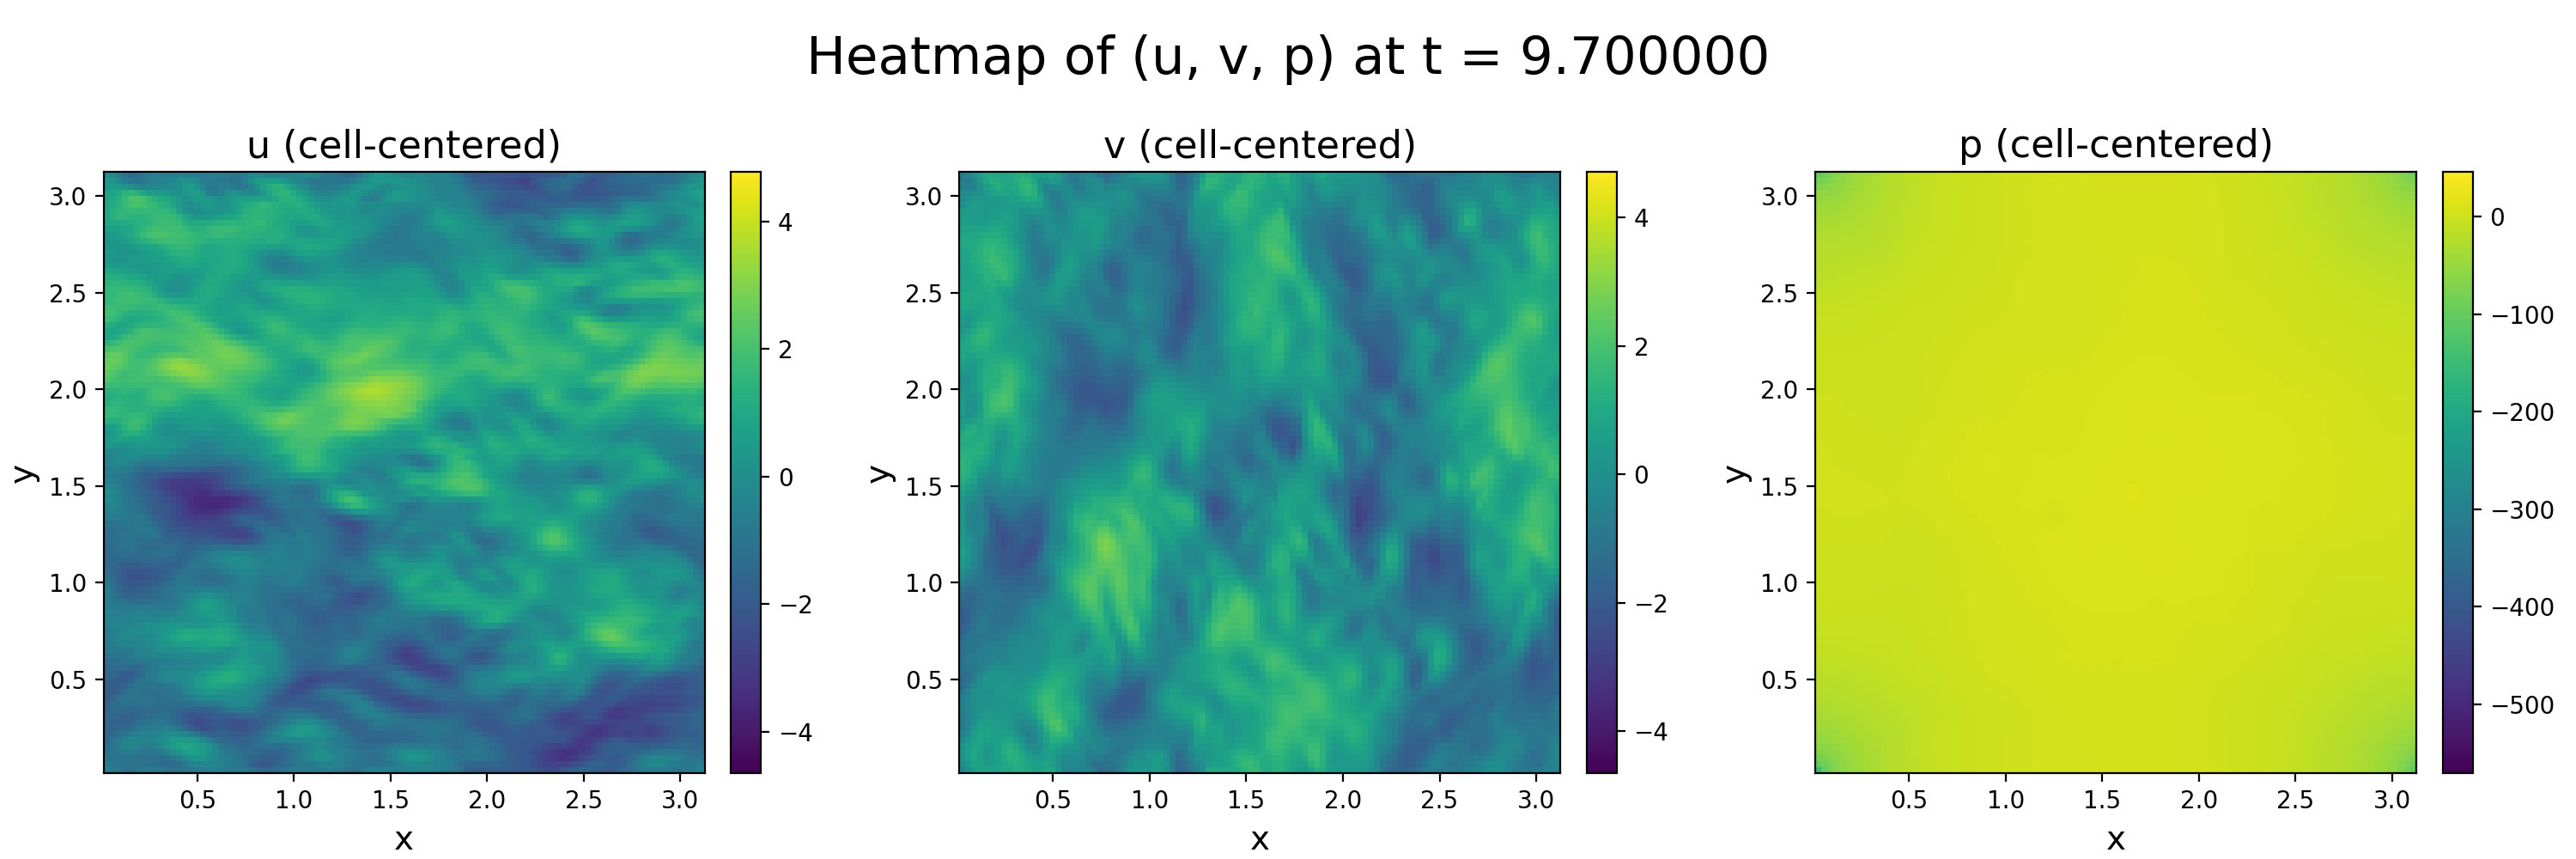 Heatmap of (u, v, p) at t = 9.700000
u (cell-centered)
3.0
2.5
2.0
1.5
1.0
0.5
y
0.5 1.0 1.5 2.0 2.5 3.0
x
4
2
0
−2
−4
v (cell-centered)
3.0
2.5
2.0
1.5
1.0
0.5
y
0.5 1.0 1.5 2.0 2.5 3.0
x
4
2
0
−2
−4
p (cell-centered)
3.0
2.5
2.0
1.5
1.0
0.5
y
0.5 1.0 1.5 2.0 2.5 3.0
x
0
−100
−200
−300
−400
−500